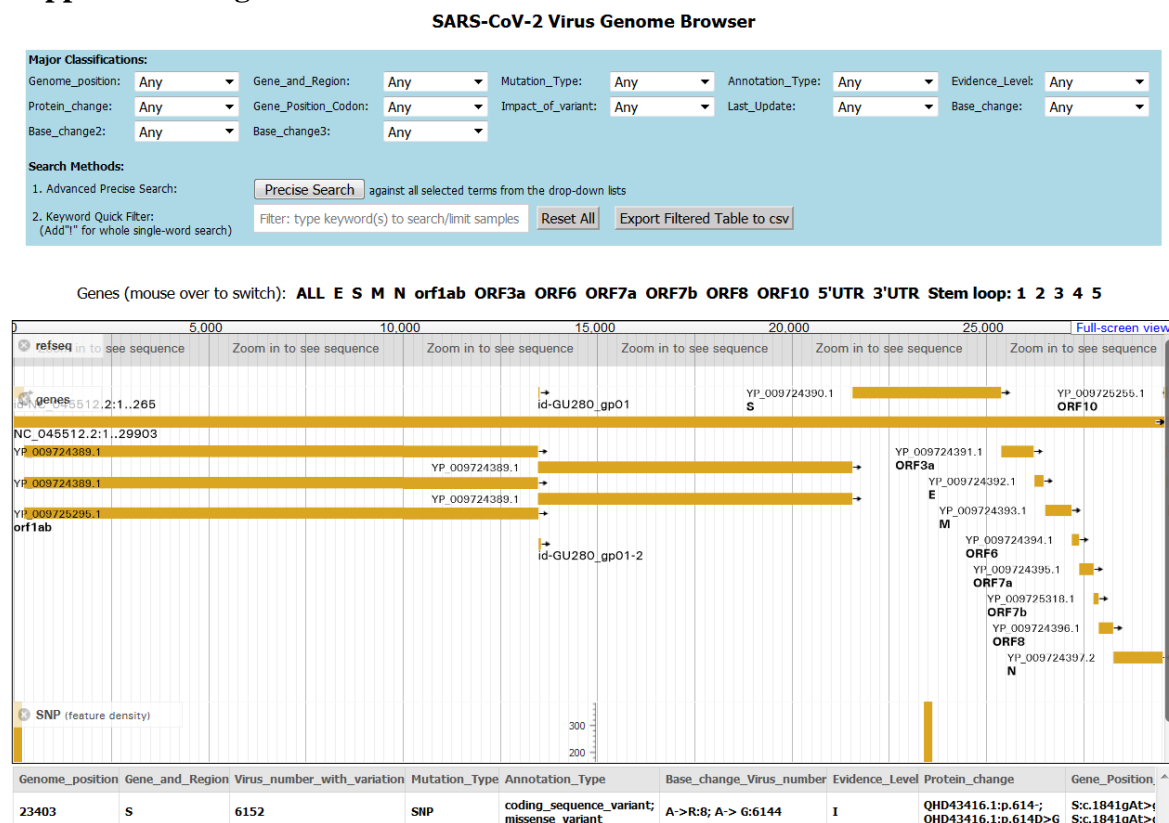 SARS-CoV-2 Virus Genome Browser
Major Classifications:
Genome_position: Any Gene_and_Region: Any Mutation_Type: Any Annotation_Type: Any Evidence_Level: Any
Protein_change: Any Gene_Position_Codon: Any Impact_of_variant: Any Last_Update: Any Base_change: Any
Base_change2: Any Base_change3: Any
Search Methods:
1. Advanced Precise Search: Precise Search against all selected terms from the drop-down lists
2. Keyword Quick Filter: Filter: type keyword(s) to search/limit samples Reset All Export Filtered Table to csv
(Add"!" for whole single-word search)
Genes (mouse over to switch): ALL E S M N orf1ab ORF3a ORF6 ORF7a ORF7b ORF8 ORF10 5'UTR 3'UTR Stem loop: 1 2 3 4 5
5,000 10,000 15,000 20,000 25,000 Full-screen view
refseq in to see sequence Zoom in to see sequence Zoom in to see sequence Zoom in to see sequence Zoom in to see sequence Zoom in to see sequence
genes YP_009724390.1 YP_009725255.1
id-NC_045512.2:1..265 id-GU280_gp01 S ORF10
NC_045512.2:1..29903
YP_009724389.1 YP_009724391.1
YP_009724389.1 ORF3a
YP_009724389.1 YP_009724392.1
YP_009724389.1 E
YP_009725295.1 YP_009724393.1
orf1ab M
YP_009724394.1
id-GU280_gp01-2 ORF6
YP_009724395.1
ORF7a
YP_009725318.1
ORF7b
YP_009724396.1
ORF8
YP_009724397.2
N
SNP (feature density)
300
200
Genome_position Gene_and_Region Virus_number_with_variation Mutation_Type Annotation_Type Base_change_Virus_number Evidence_Level Protein_change Gene_Position_
23403 S 6152 SNP coding_sequence_variant; missense_variant A->R:8; A-> G:6144 I QHD43416.1:p.614-; QHD43416.1:p.614D>G S:c.1841gAt> S:c.1841gAt>